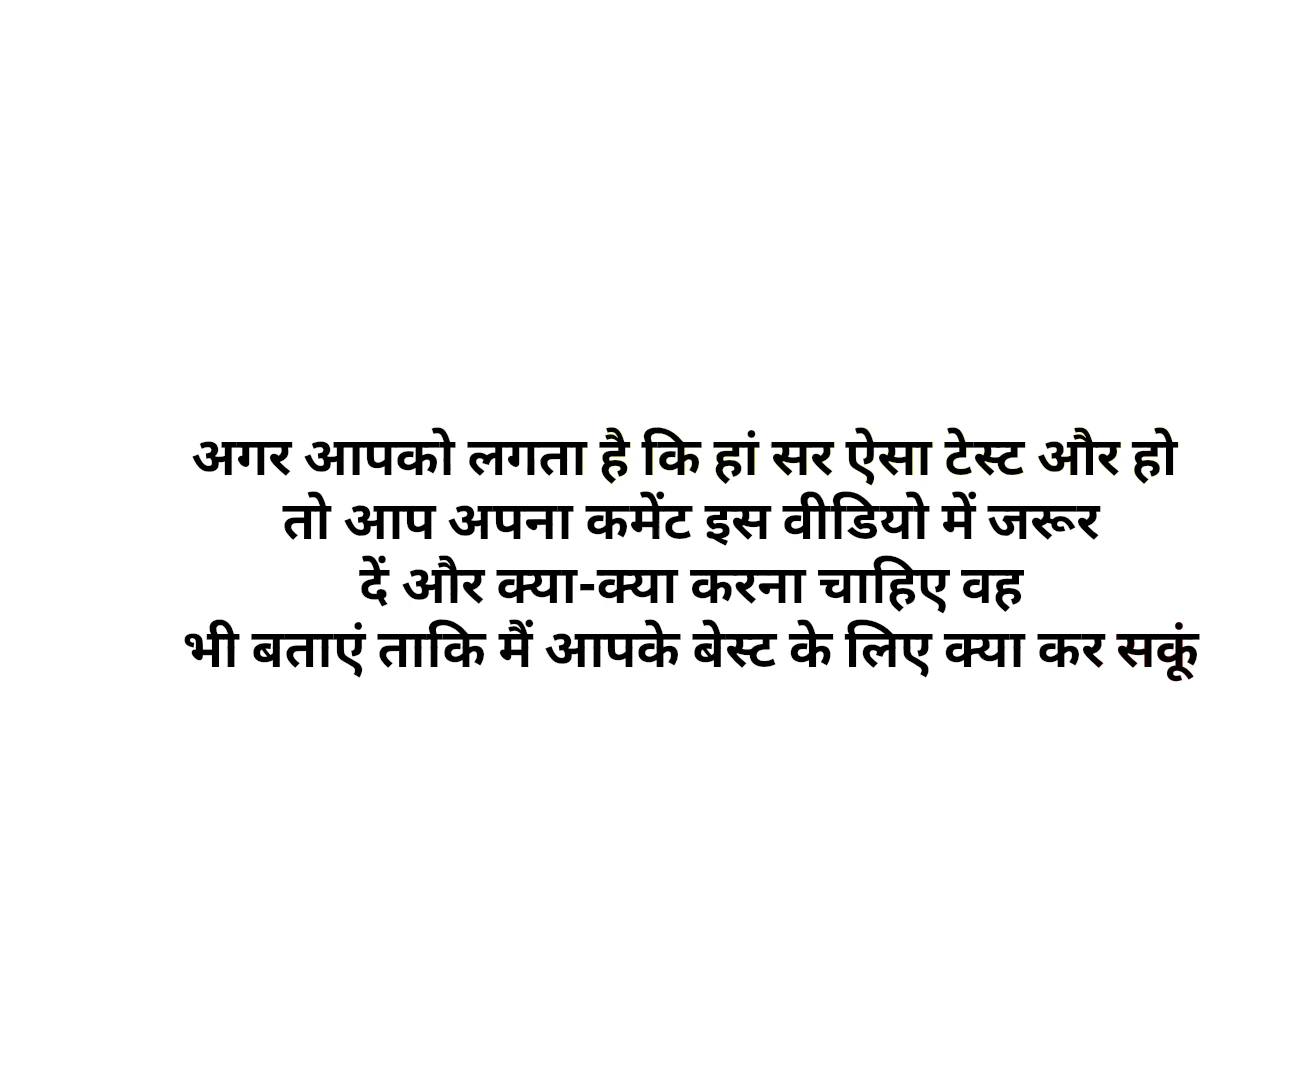 अगर आपको लगता है कि हां सर ऐसा टेस्ट और हो
तो आप अपना कमेंट इस वीडियो में जरूर
दें और क्या-क्या करना चाहिए वह
भी बताएं ताकि मैं आपके बेस्ट के लिए क्या कर सकूं